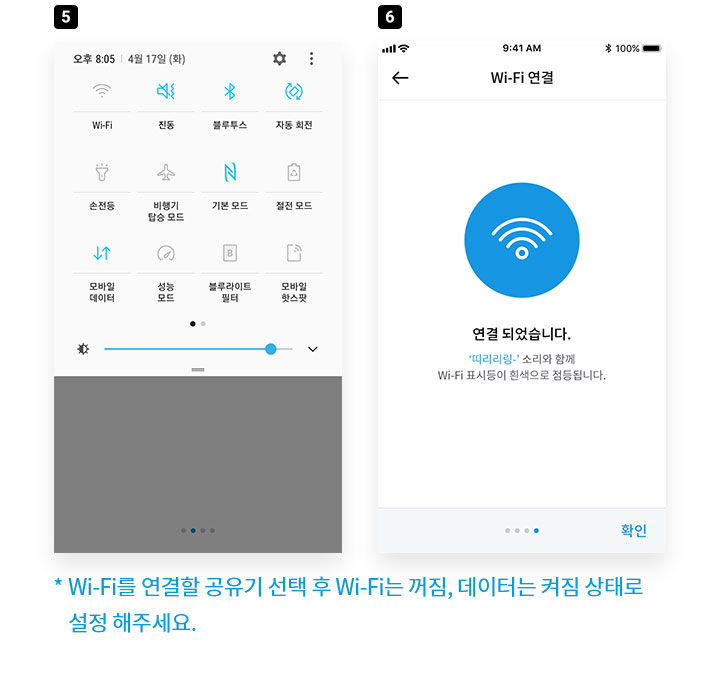 5
오후 8:05 | 4월 17일 (화)
Wi-Fi
진동
블루투스
자동 회전
손전등
비행기
탑승 모드
기본 모드
절전 모드
모바일
데이터
성능
모드
B
블루라이트
필터
모바일
핫스팟
6
9:41 AM
100%
Wi-Fi 연결
연결 되었습니다.
‘띠리리링-’ 소리와 함께
Wi-Fi 표시등이 흰색으로 점등됩니다.
확인
* Wi-Fi를 연결할 공유기 선택 후 Wi-Fi는 꺼짐, 데이터는 켜짐 상태로
설정 해주세요.